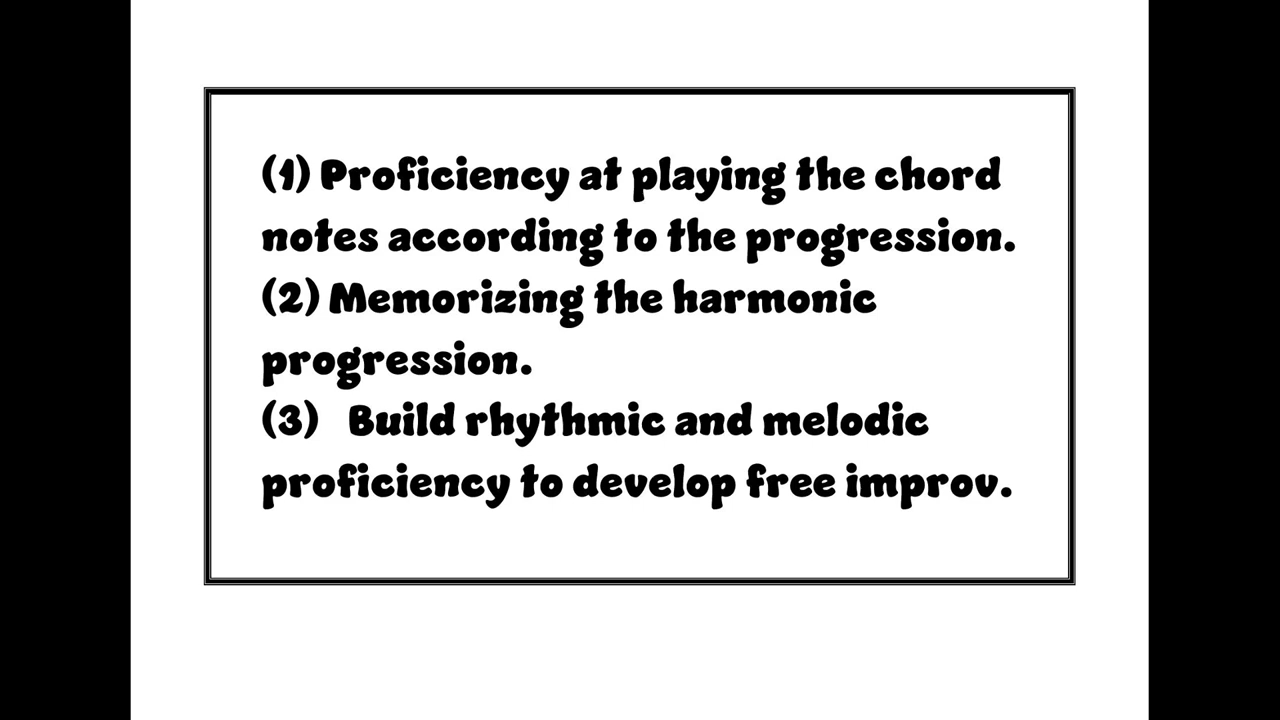 (1) Proficiency at playing the chord
notes according to the progression.
(2) Memorizing the harmonic
progression.
(3) Build rhythmic and melodic
proficiency to develop free improv.